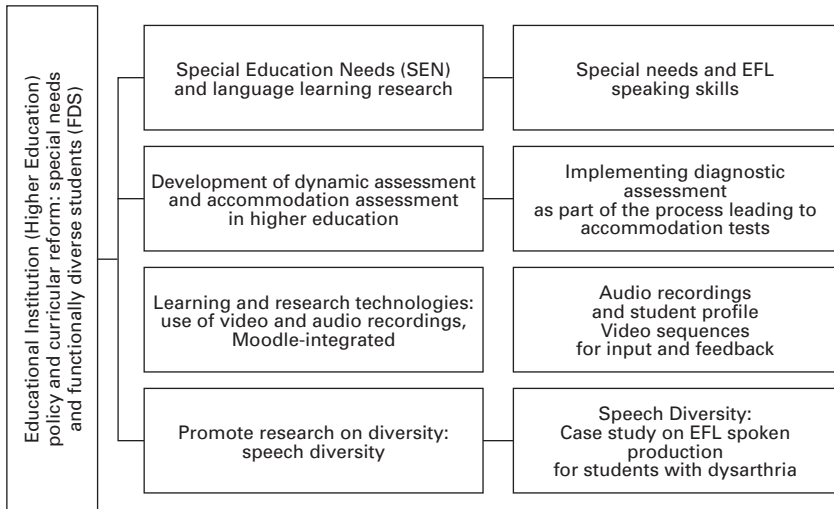 Educational Institution (Higher Education)
policy and curricular reform: special needs
and functionally diverse students (FDS)
Special Education Needs (SEN)
and language learning research
Special needs and EFL
speaking skills
Development of dynamic assessment
and accommodation assessment
in higher education
Implementing diagnostic
assessment
as part of the process leading to
accommodation tests
Learning and research technologies:
use of video and audio recordings,
Moodle-integrated
Audio recordings
and student profile
Video sequences
for input and feedback
Promote research on diversity:
speech diversity
Speech Diversity:
Case study on EFL spoken
production
for students with dysarthria